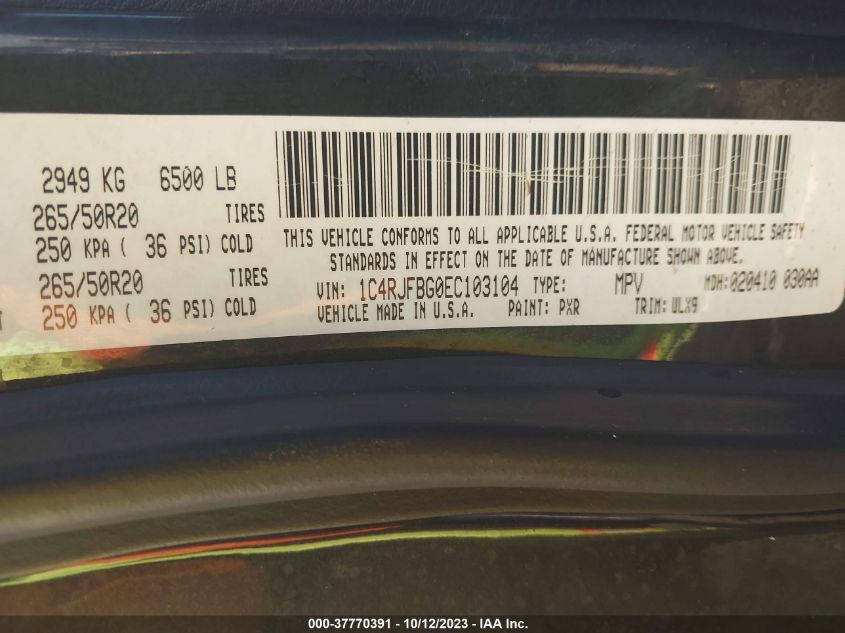 2949 KG 6500 LB
265/50R20 TIRES
250 KPA ( 36 PSI) COLD
265/50R20 TIRES
250 KPA ( 36 PSI) COLD
THIS VEHICLE CONFORMS TO ALL APPLICABLE U.S.A. FEDERAL MOTOR VEHICLE SAFETY
STANDARDS IN EFFECT ON THE DATE OF MANUFACTURE SHOWN ABOVE.
VIN: 1C4RJFBG0EC103104 TYPE: MPV MDH:020410 030AA
VEHICLE MADE IN U.S.A. PAINT: PXR TRIM: ULX9
000-37770391 - 10/12/2023 - IAA Inc.